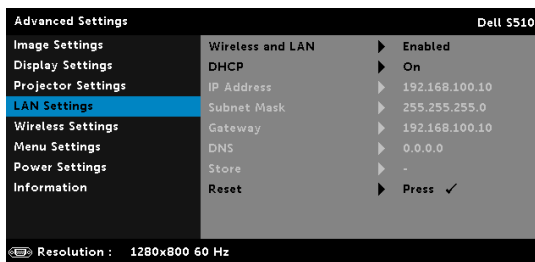 Advanced Settings Dell S510
Image Settings Wireless and LAN Enabled
Display Settings DHCP On
Projector Settings IP Address 192.168.100.10
LAN Settings Subnet Mask 255.255.255.0
Wireless Settings Gateway 192.168.100.10
Menu Settings DNS 0.0.0.0
Power Settings Store -
Information Reset Press ✓
Resolution : 1280x800 60 Hz